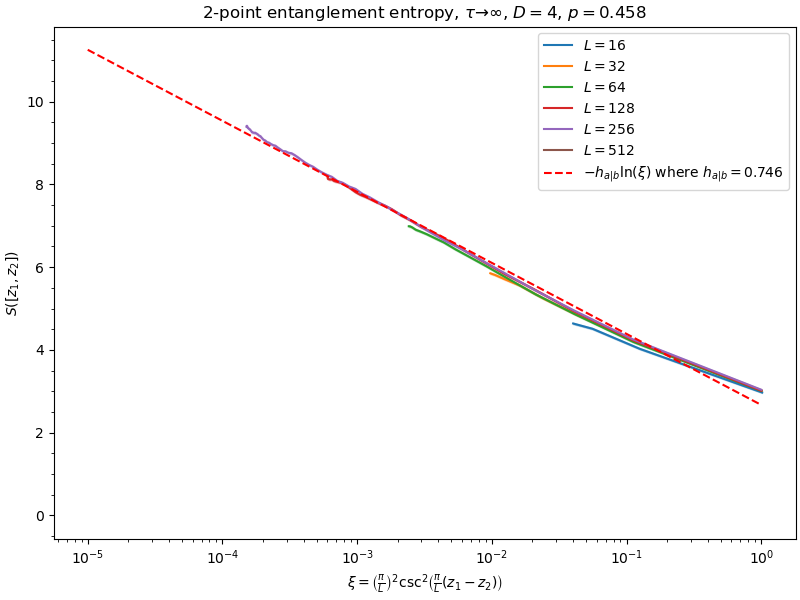 2-point entanglement entropy, τ→∞, D = 4, p = 0.458
L = 16
L = 32
L = 64
L = 128
L = 256
L = 512
−h_{a|b}ln(ξ) where h_{a|b} = 0.746
S([z₁, z₂])
10
8
6
4
2
0
10⁻⁵
10⁻⁴
10⁻³
10⁻²
10⁻¹
10⁰
ξ = (π/L)²csc²(π/L(z₁ − z₂))